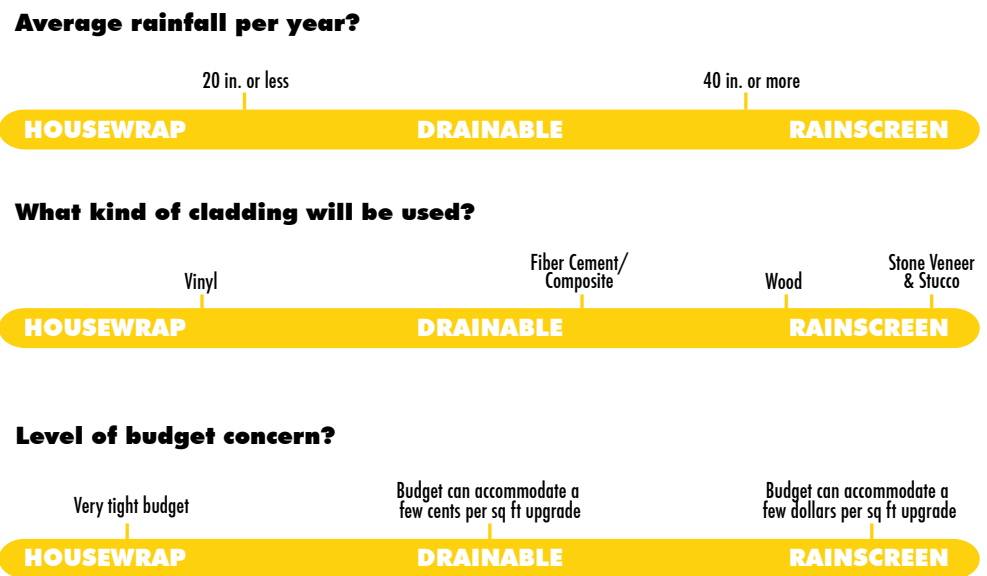 Average rainfall per year?
20 in. or less
40 in. or more
HOUSEWRAP
DRAINABLE
RAINSCREEN
What kind of cladding will be used?
Vinyl
Fiber Cement/
Composite
Wood
Stone Veneer
& Stucco
HOUSEWRAP
DRAINABLE
RAINSCREEN
Level of budget concern?
Very tight budget
Budget can accommodate a
few cents per sq ft upgrade
Budget can accommodate a
few dollars per sq ft upgrade
HOUSEWRAP
DRAINABLE
RAINSCREEN